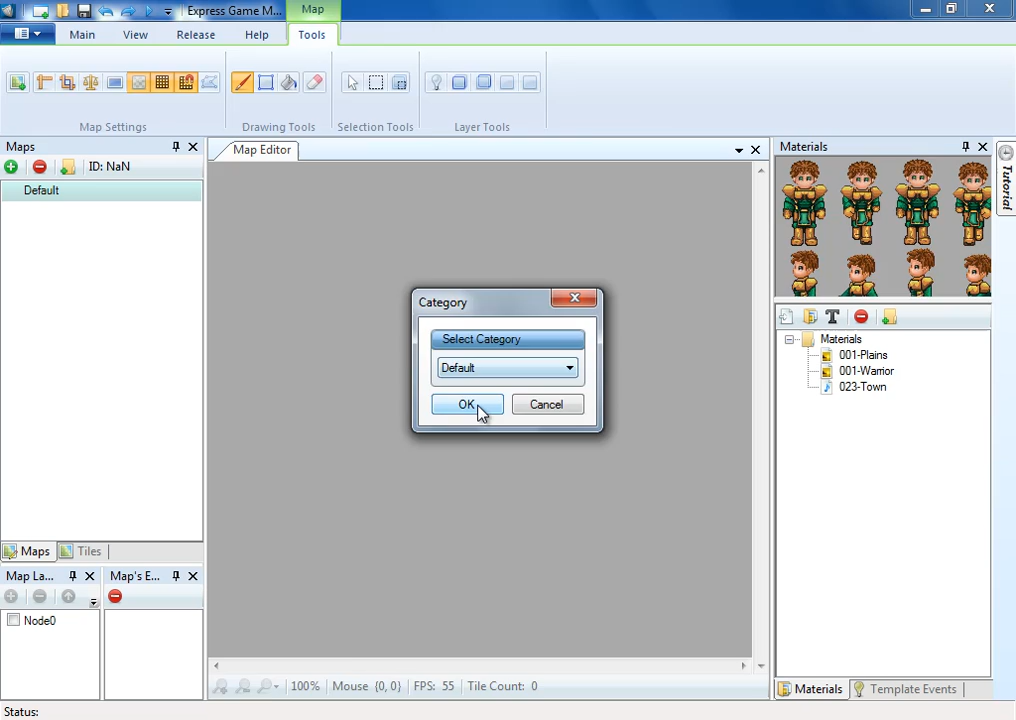 Express Game M...
Map
Main
View
Release
Help
Tools
Map Settings
Drawing Tools
Selection Tools
Layer Tools
Maps
ID: NaN
Default
Map Editor
Materials
Tutorial
Category
Select Category
Default
OK
Cancel
Materials
001-Plains
001-Warrior
023-Town
Maps
Tiles
Map La...
Map's E...
Node0
100%
Mouse {0, 0}
FPS: 55
Tile Count: 0
Materials
Template Events
Status: